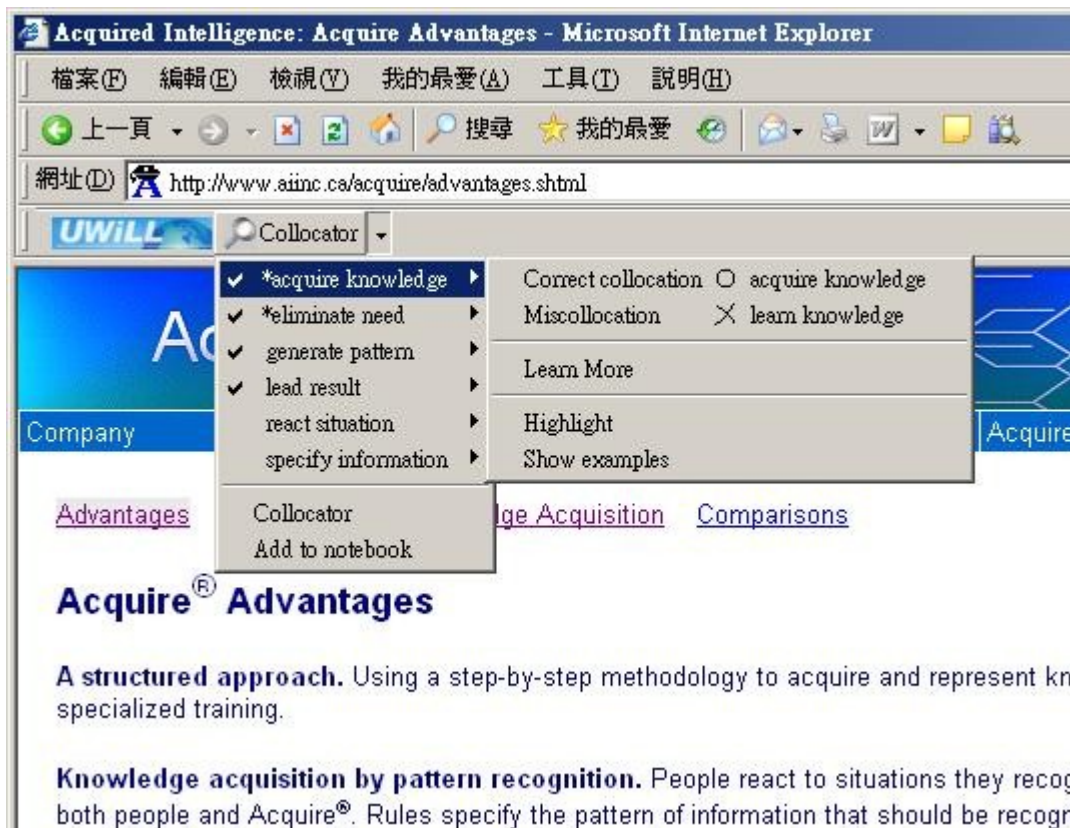 Acquired Intelligence: Acquire Advantages - Microsoft Internet Explorer
檔案(F) 編輯(E) 檢視(V) 我的最愛(A) 工具(T) 說明(H)
上一頁 搜尋 我的最愛
網址(D) http://www.aiinc.ca/acquire/advantages.shtml
UWiLL Collocator
*acquire knowledge
*eliminate need
generate pattern
lead result
react situation
specify information
Collocator
Add to notebook
Correct collocation O acquire knowledge
Miscollocation X learn knowledge
Learn More
Highlight
Show examples
Ac
Company Acquire
Advantages ge Acquisition Comparisons
Acquire® Advantages
A structured approach. Using a step-by-step methodology to acquire and represent kn
specialized training.
Knowledge acquisition by pattern recognition. People react to situations they recog
both people and Acquire®. Rules specify the pattern of information that should be recogn